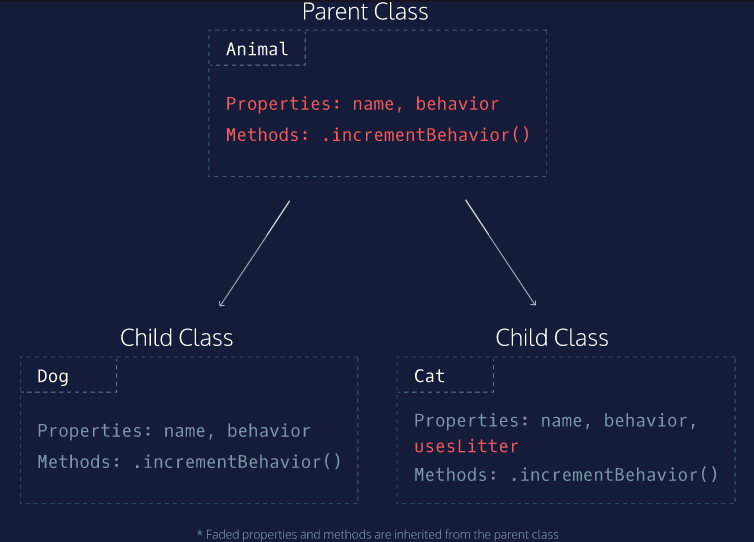 Parent Class
Animal
Properties: name, behavior
Methods: .incrementBehavior()
Child Class
Dog
Properties: name, behavior
Methods: .incrementBehavior()
Child Class
Cat
Properties: name, behavior,
usesLitter
Methods: .incrementBehavior()
* Faded properties and methods are inherited from the parent class